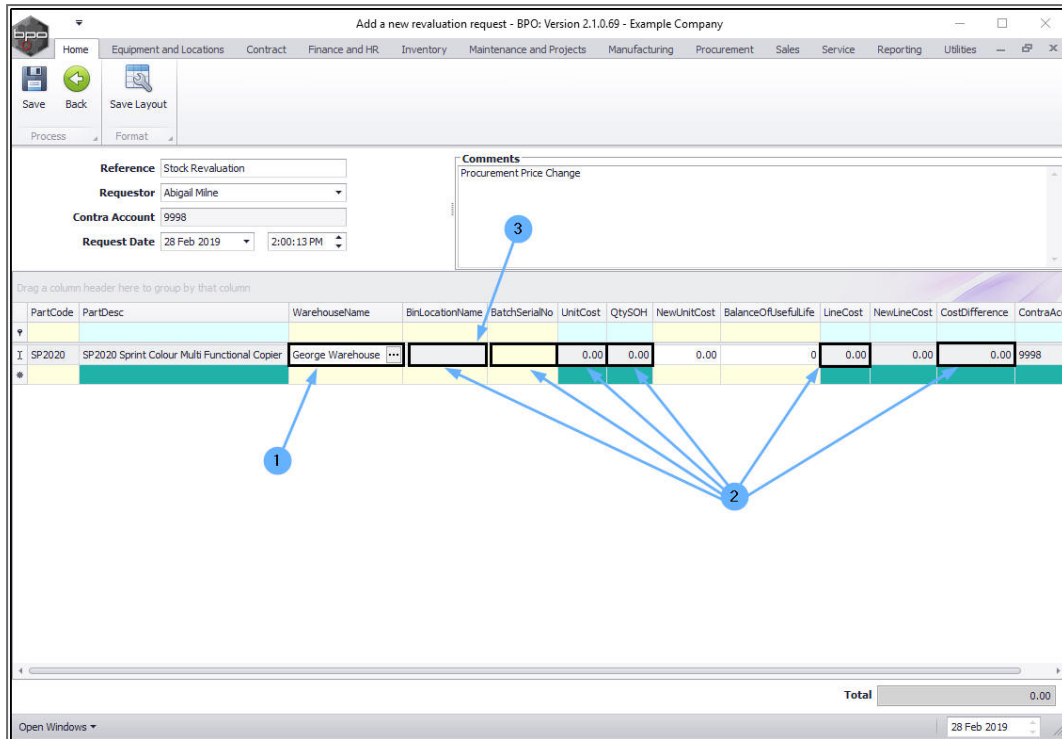 bpo
Add a new revaluation request - BPO: Version 2.1.0.69 - Example Company
Home Equipment and Locations Contract Finance and HR Inventory Maintenance and Projects Manufacturing Procurement Sales Service Reporting Utilities
Save Back Save Layout
Process Format
Reference Stock Revaluation
Requestor Abigail Milne
Contra Account 9998
Request Date 28 Feb 2019 2:00:13 PM
Comments
Procurement Price Change
3
Drag a column header here to group by that column
PartCode PartDesc WarehouseName BinLocationName BatchSerialNo UnitCost QtySOH NewUnitCost BalanceOfUsefulLife LineCost NewLineCost CostDifference ContraAcc
SP2020 SP2020 Sprint Colour Multi Functional Copier George Warehouse ... 0.00 0.00 0.00 0 0.00 0.00 0.00 9998
1
2
Total 0.00
Open Windows 28 Feb 2019